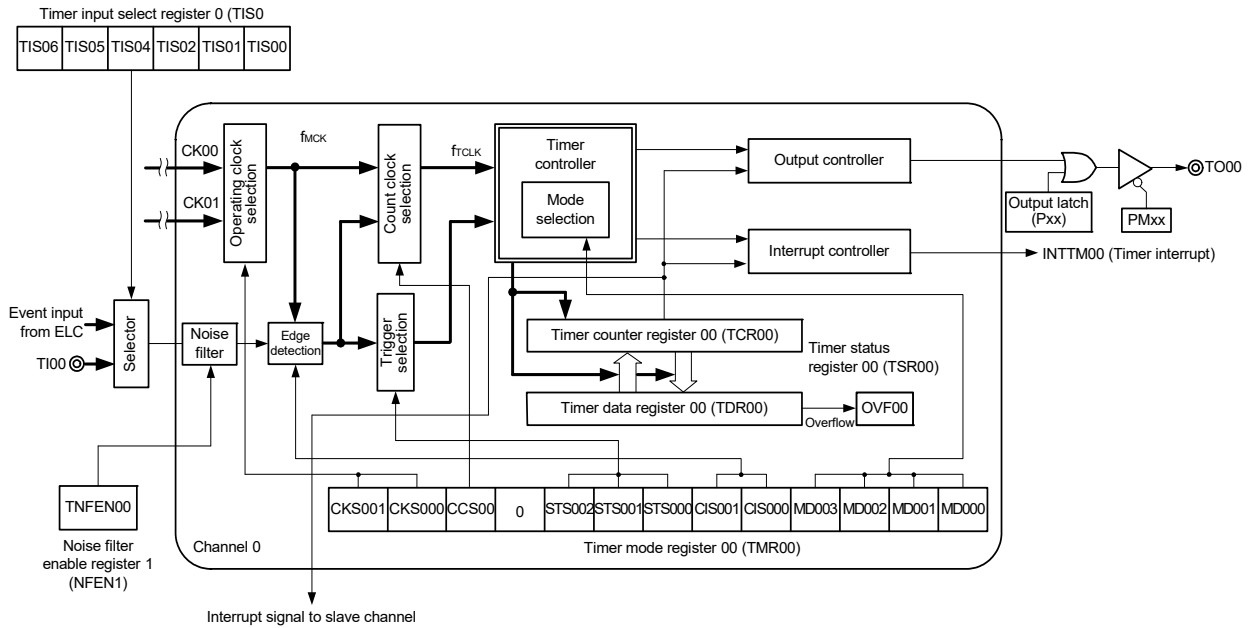 Timer input select register 0 (TIS0
TIS06 TIS05 TIS04 TIS02 TIS01 TIS00
CK00
CK01
Operating clock
selection
fMCK
Count clock
selection
fTCLK
Timer
controller
Mode
selection
Output controller
TO00
Output latch
(Pxx)
PMxx
Interrupt controller
INTTM00 (Timer interrupt)
Event input
from ELC
TI00
Selector
Noise
filter
Edge
detection
Trigger
selection
Timer counter register 00 (TCR00)
Timer status
register 00 (TSR00)
Timer data register 00 (TDR00)
Overflow
OVF00
TNFEN00
Noise filter
enable register 1
(NFEN1)
CKS001 CKS000 CCS00 0 STS002 STS001 STS000 CIS001 CIS000 MD003 MD002 MD001 MD000
Channel 0
Timer mode register 00 (TMR00)
Interrupt signal to slave channel